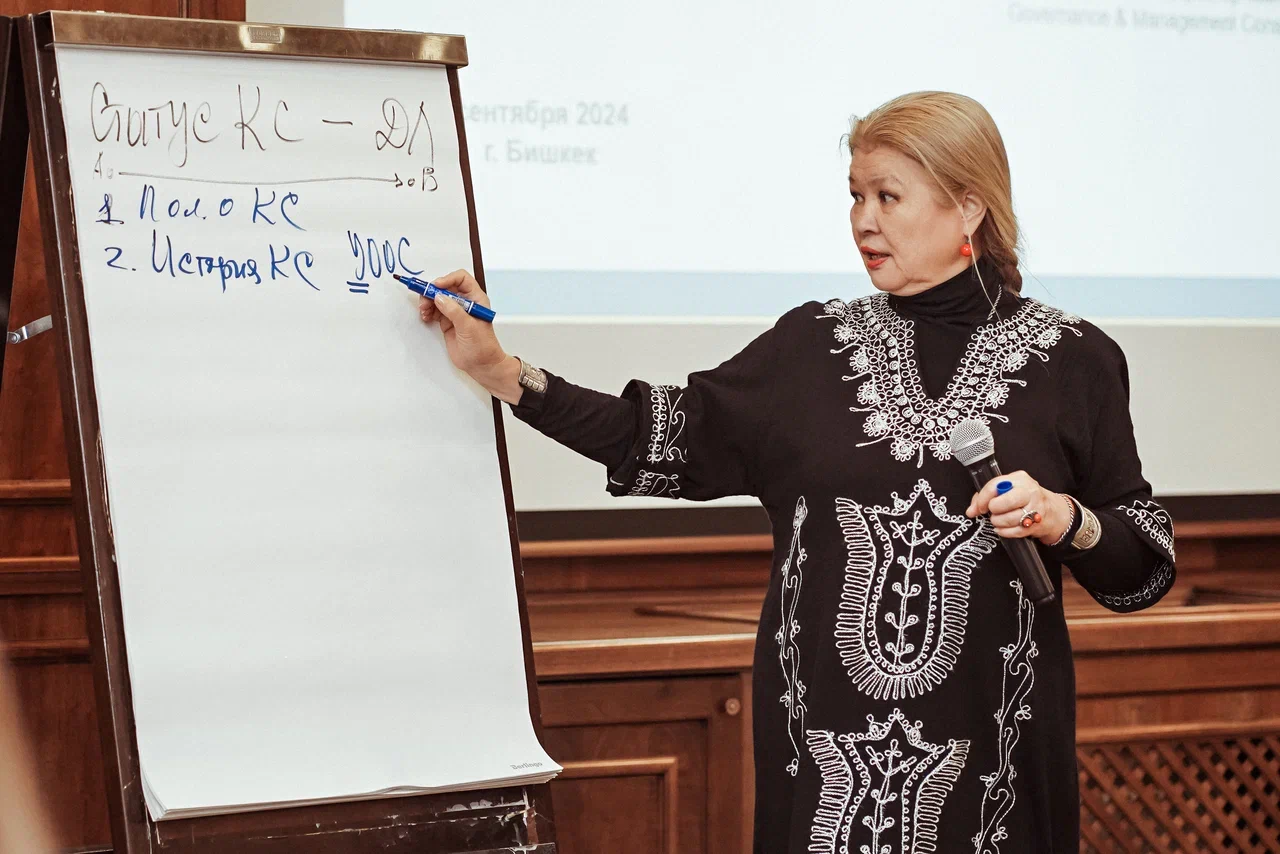 Статус КС – ДЛ
А. В
1. Пол. о КС
2. История КС УООС
сентября 2024
г. Бишкек
Governance & Management Cons
Berlingo